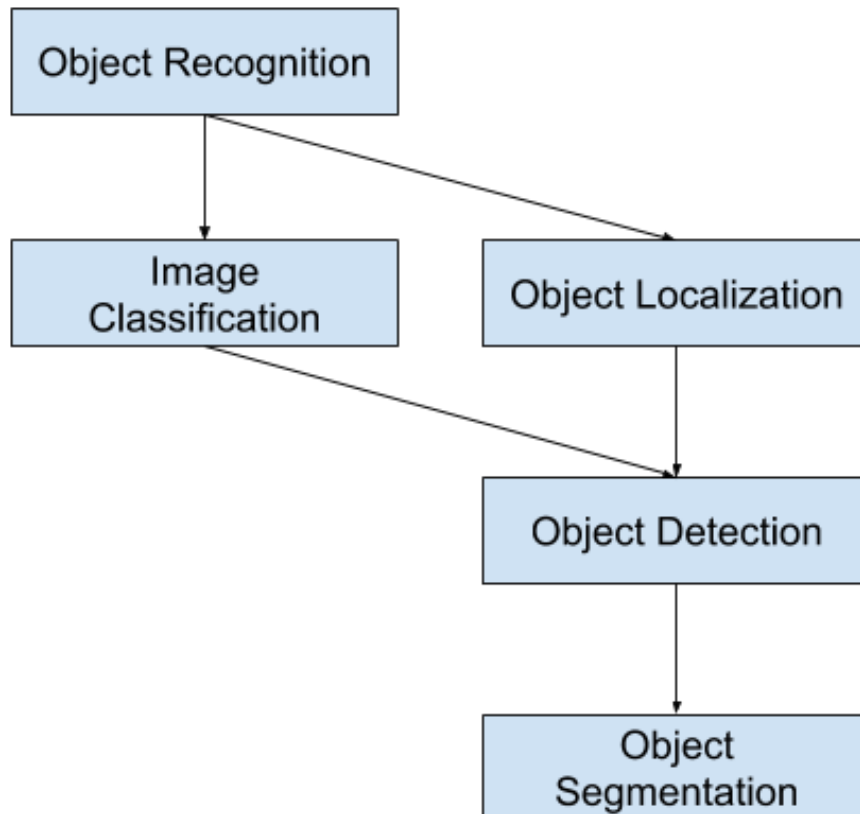 Object Recognition
Image
Classification
Object Localization
Object Detection
Object
Segmentation